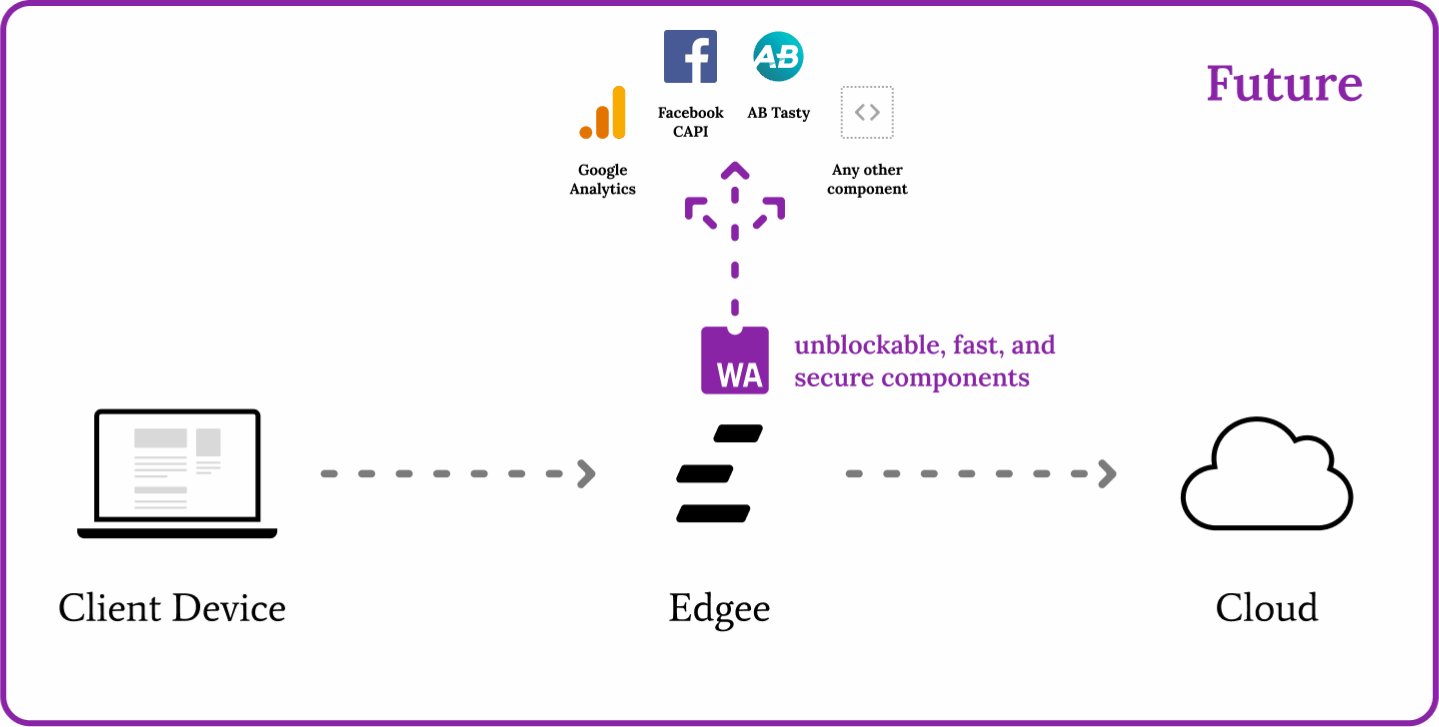 Future
AB
Facebook
CAPI
AB Tasty
Google
Analytics
Any other
component
WA
unblockable, fast, and
secure components
Client Device
Edgee
Cloud